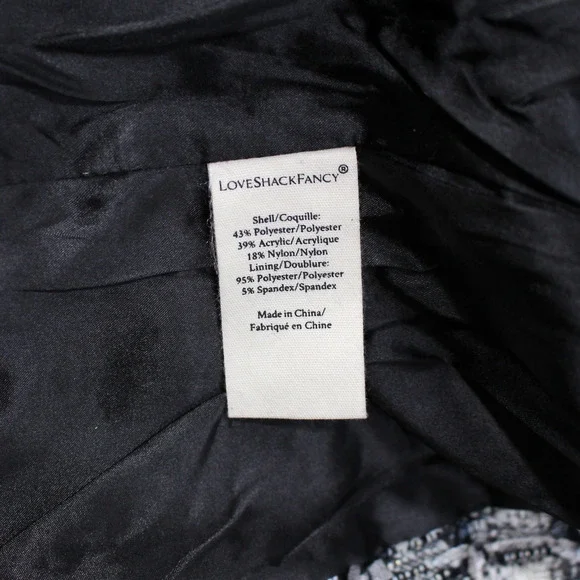 LOVESHACKFANCY®
Shell/Coquille:
43% Polyester/Polyester
39% Acrylic/Acrylique
18% Nylon/Nylon
Lining/Doublure:
95% Polyester/Polyester
5% Spandex/Spandex
Made in China/
Fabriqué en Chine